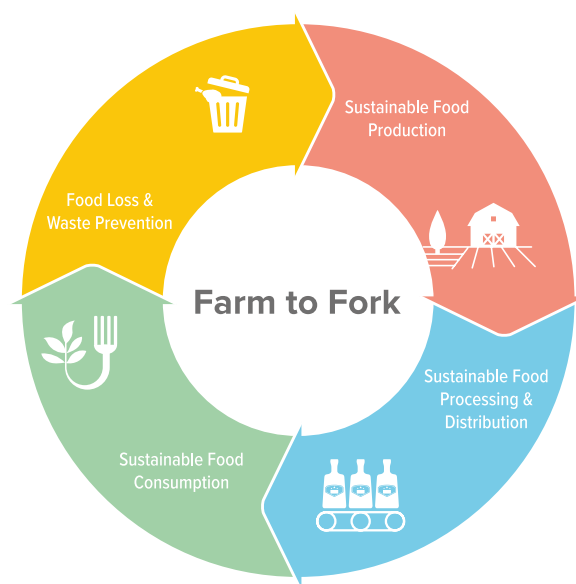 Sustainable Food
Production
Food Loss &
Waste Prevention
Farm to Fork
Sustainable Food
Processing &
Distribution
Sustainable Food
Consumption